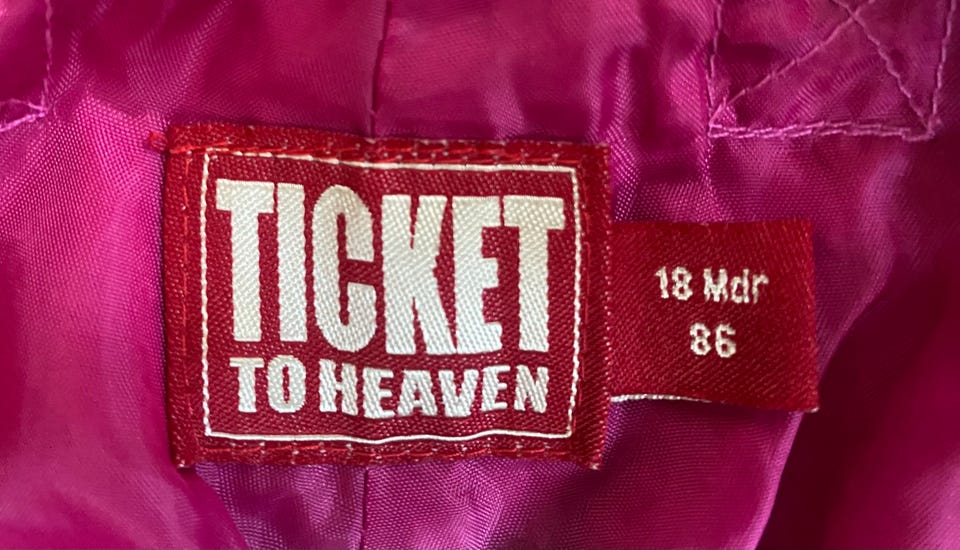 TICKET
TO HEAVEN
18 Mdr
86